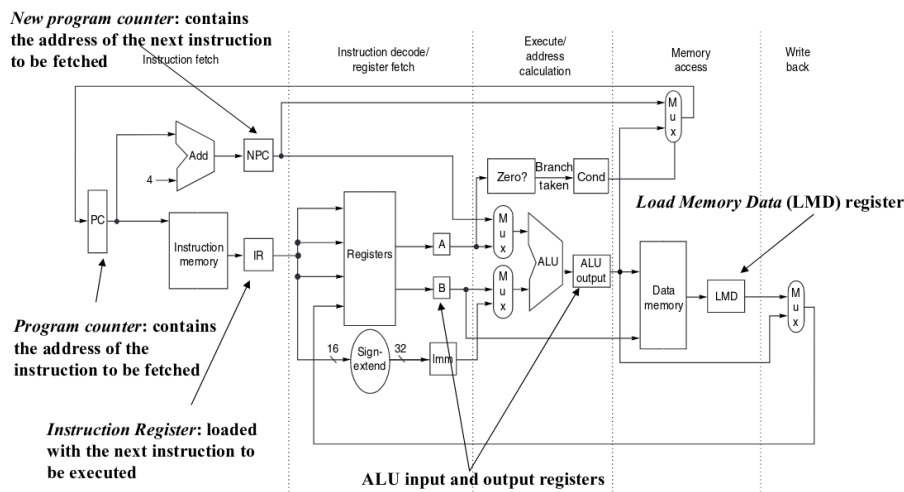 New program counter: contains
the address of the next instruction
to be fetched
Instruction fetch
Instruction decode/
register fetch
Execute/
address
calculation
Memory
access
Write
back
M
u
x
Add
NPC
4
Zero?
Branch
taken
Cond
PC
Instruction
memory
IR
Registers
A
B
M
u
x
M
u
x
ALU
ALU
output
Load Memory Data (LMD) register
Data
memory
LMD
M
u
x
16
Sign-
extend
32
Imm
Program counter: contains
the address of the
instruction to be fetched
Instruction Register: loaded
with the next instruction to
be executed
ALU input and output registers